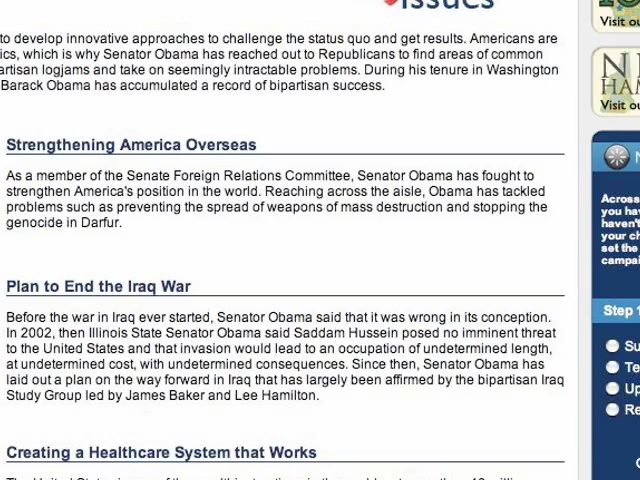 issues
to develop innovative approaches to challenge the status quo and get results. Americans are
ics, which is why Senator Obama has reached out to Republicans to find areas of common
artisan logjams and take on seemingly intractable problems. During his tenure in Washington
Barack Obama has accumulated a record of bipartisan success.
Strengthening America Overseas
As a member of the Senate Foreign Relations Committee, Senator Obama has fought to
strengthen America's position in the world. Reaching across the aisle, Obama has tackled
problems such as preventing the spread of weapons of mass destruction and stopping the
genocide in Darfur.
Plan to End the Iraq War
Before the war in Iraq ever started, Senator Obama said that it was wrong in its conception.
In 2002, then Illinois State Senator Obama said Saddam Hussein posed no imminent threat
to the United States and that invasion would lead to an occupation of undetermined length,
at undetermined cost, with undetermined consequences. Since then, Senator Obama has
laid out a plan on the way forward in Iraq that has largely been affirmed by the bipartisan Iraq
Study Group led by James Baker and Lee Hamilton.
Creating a Healthcare System that Works
Visit ou
N E
HAM
Visit ou
N
Across
you hav
haven't
your ch
set the
campai
Step 1
Su
Te
Up
Re